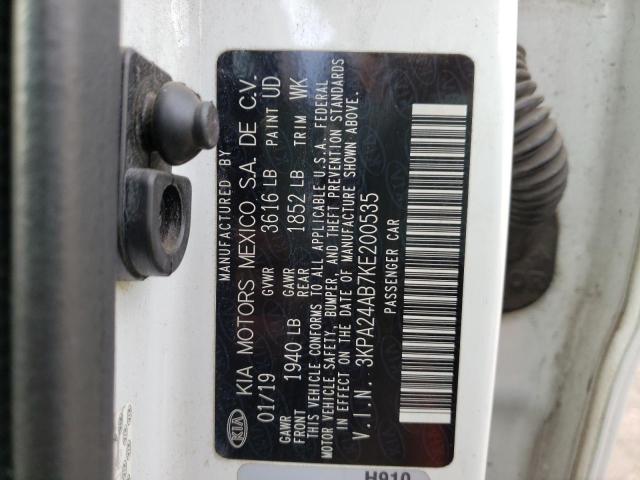 MANUFACTURED BY
KIA MOTORS MEXICO S.A. DE C.V.
01/19 GVWR 3616 LB PAINT UD
GAWR FRONT 1940 LB GAWR REAR 1852 LB TRIM WK
THIS VEHICLE CONFORMS TO ALL APPLICABLE U.S.A. FEDERAL
MOTOR VEHICLE SAFETY, BUMPER, AND THEFT PREVENTION STANDARDS
IN EFFECT ON THE DATE OF MANUFACTURE SHOWN ABOVE.
V.I.N.: 3KPA24AB7KE200535
PASSENGER CAR
KIA
H910